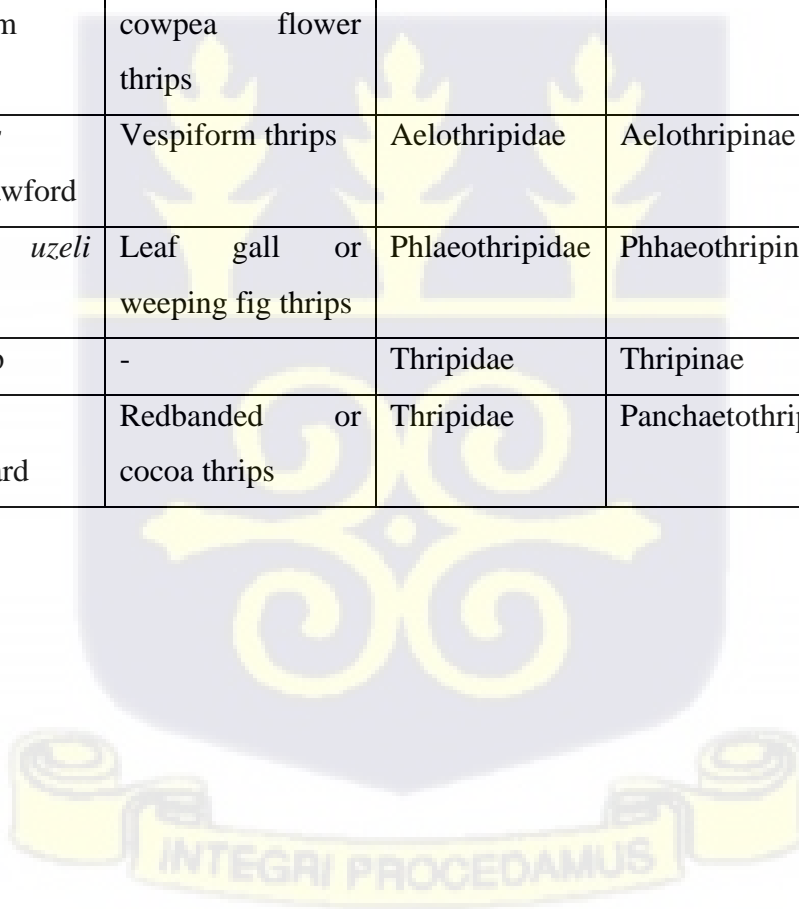 m cowpea flower
thrips
Vespiform thrips Aelothripidae Aelothripinae
wford
uzeli Leaf gall or Phlaeothripidae Phhaeothripin
weeping fig thrips
- Thripidae Thripinae
Redbanded or Thripidae Panchaetothrip
ard cocoa thrips
INTEGRI PROCEDAMUS